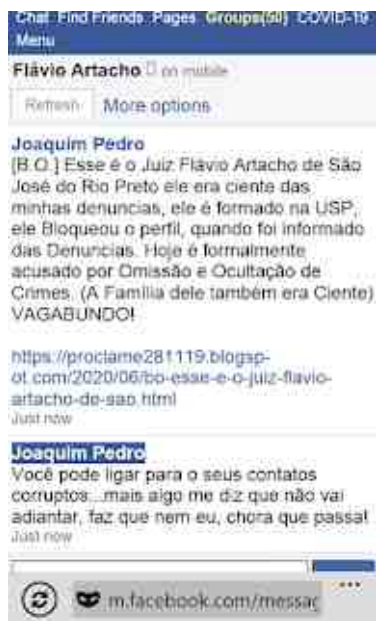 Chat Find Friends Pages Groups(50) COVID-19
Menu
Flávio Artacho on mobile
Refresh More options
Joaquim Pedro
[B.O.] Esse é o Juiz Flávio Artacho de São
José do Rio Preto ele era ciente das
minhas denuncias, ele é formado na USP,
ele Bloqueou o perfil, quando foi informado
das Denuncias. Hoje é formalmente
acusado por Omissão e Ocultação de
Crimes. (A Familia dele também era Ciente)
VAGABUNDO!
https://proclame281119.blogsp-
ot.com/2020/06/bo-esse-e-o-juiz-flavio-
artacho-de-sao.html
Just now
Joaquim Pedro
Você pode ligar para o seus contatos
corruptos...mais algo me diz que não vai
adiantar, faz que nem eu, chora que passa!
Just now
m.facebook.com/messag